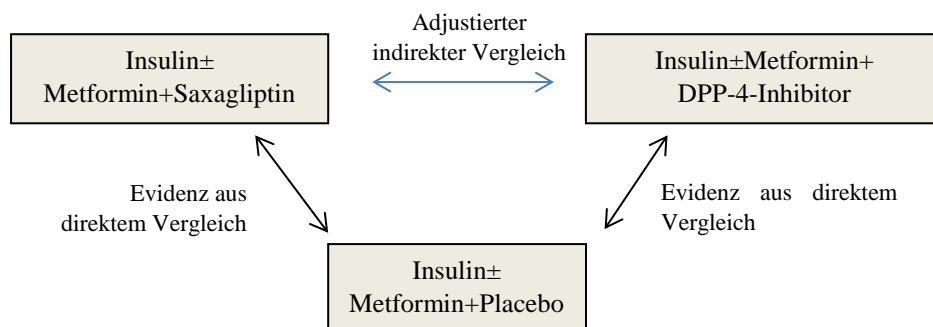 Adjustierter
indirekter Vergleich
Insulin±
Metformin+Saxagliptin
Insulin±Metformin+
DPP-4-Inhibitor
Evidenz aus
direktem Vergleich
Evidenz aus direktem
Vergleich
Insulin±
Metformin+Placebo